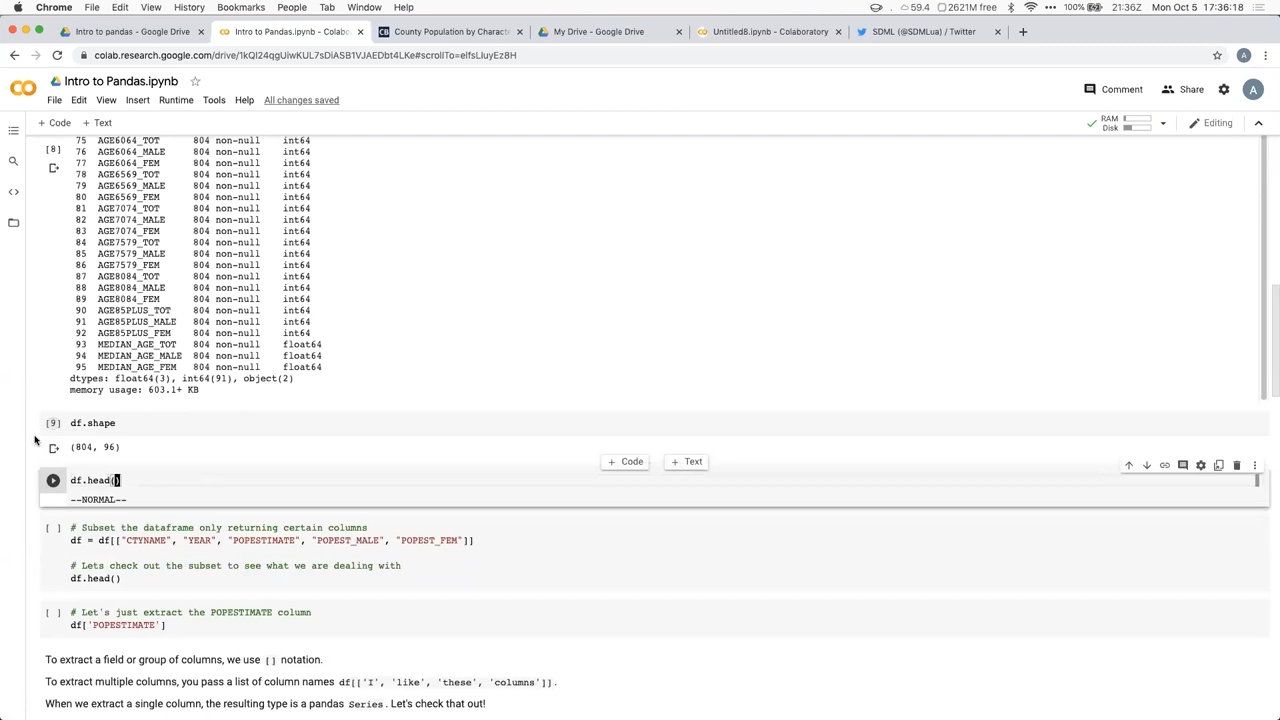 Chrome File Edit View History Bookmarks People Tab Window Help 59.4 2621M free 100% 21:36Z Mon Oct 5 17:36:18
Intro to pandas - Google Drive Intro to Pandas.ipynb - Colabo County Population by Charact My Drive - Google Drive Untitled8.ipynb - Colaboratory SDML (@SDMLua) / Twitter
colab.research.google.com/drive/1kQl24qgUiwKUL7sDiASB1VJAEDbt4LKe#scrollTo=elfsLIuyEz8H
Intro to Pandas.ipynb
File Edit View Insert Runtime Tools Help All changes saved
Comment Share A
+ Code + Text
RAM
Disk
Editing
75 AGE6064_TOT 804 non-null int64
[8] 76 AGE6064_MALE 804 non-null int64
77 AGE6064_FEM 804 non-null int64
78 AGE6569_TOT 804 non-null int64
79 AGE6569_MALE 804 non-null int64
80 AGE6569_FEM 804 non-null int64
81 AGE7074_TOT 804 non-null int64
82 AGE7074_MALE 804 non-null int64
83 AGE7074_FEM 804 non-null int64
84 AGE7579_TOT 804 non-null int64
85 AGE7579_MALE 804 non-null int64
86 AGE7579_FEM 804 non-null int64
87 AGE8084_TOT 804 non-null int64
88 AGE8084_MALE 804 non-null int64
89 AGE8084_FEM 804 non-null int64
90 AGE85PLUS_TOT 804 non-null int64
91 AGE85PLUS_MALE 804 non-null int64
92 AGE85PLUS_FEM 804 non-null int64
93 MEDIAN_AGE_TOT 804 non-null float64
94 MEDIAN_AGE_MALE 804 non-null float64
95 MEDIAN_AGE_FEM 804 non-null float64
dtypes: float64(3), int64(91), object(2)
memory usage: 603.1+ KB
[9] df.shape
(804, 96)
+ Code + Text
df.head()
--NORMAL--
[ ] # Subset the dataframe only returning certain columns
df = df[["CTYNAME", "YEAR", "POPESTIMATE", "POPEST_MALE", "POPEST_FEM"]]
# Lets check out the subset to see what we are dealing with
df.head()
[ ] # Let's just extract the POPESTIMATE column
df['POPESTIMATE']
To extract a field or group of columns, we use [] notation.
To extract multiple columns, you pass a list of column names df[['I', 'like', 'these', 'columns']].
When we extract a single column, the resulting type is a pandas Series. Let's check that out!